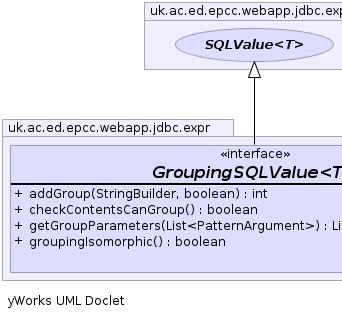 uk.ac.ed.epcc.webapp.jdbc.expr
SQLValue<T>
uk.ac.ed.epcc.webapp.jdbc.expr
«interface»
GroupingSQLValue<T
+ addGroup(StringBuilder, boolean) : int
+ checkContentsCanGroup() : boolean
+ getGroupParameters(List<PatternArgument>) : Li
+ groupingIsomorphic() : boolean
yWorks UML Doclet